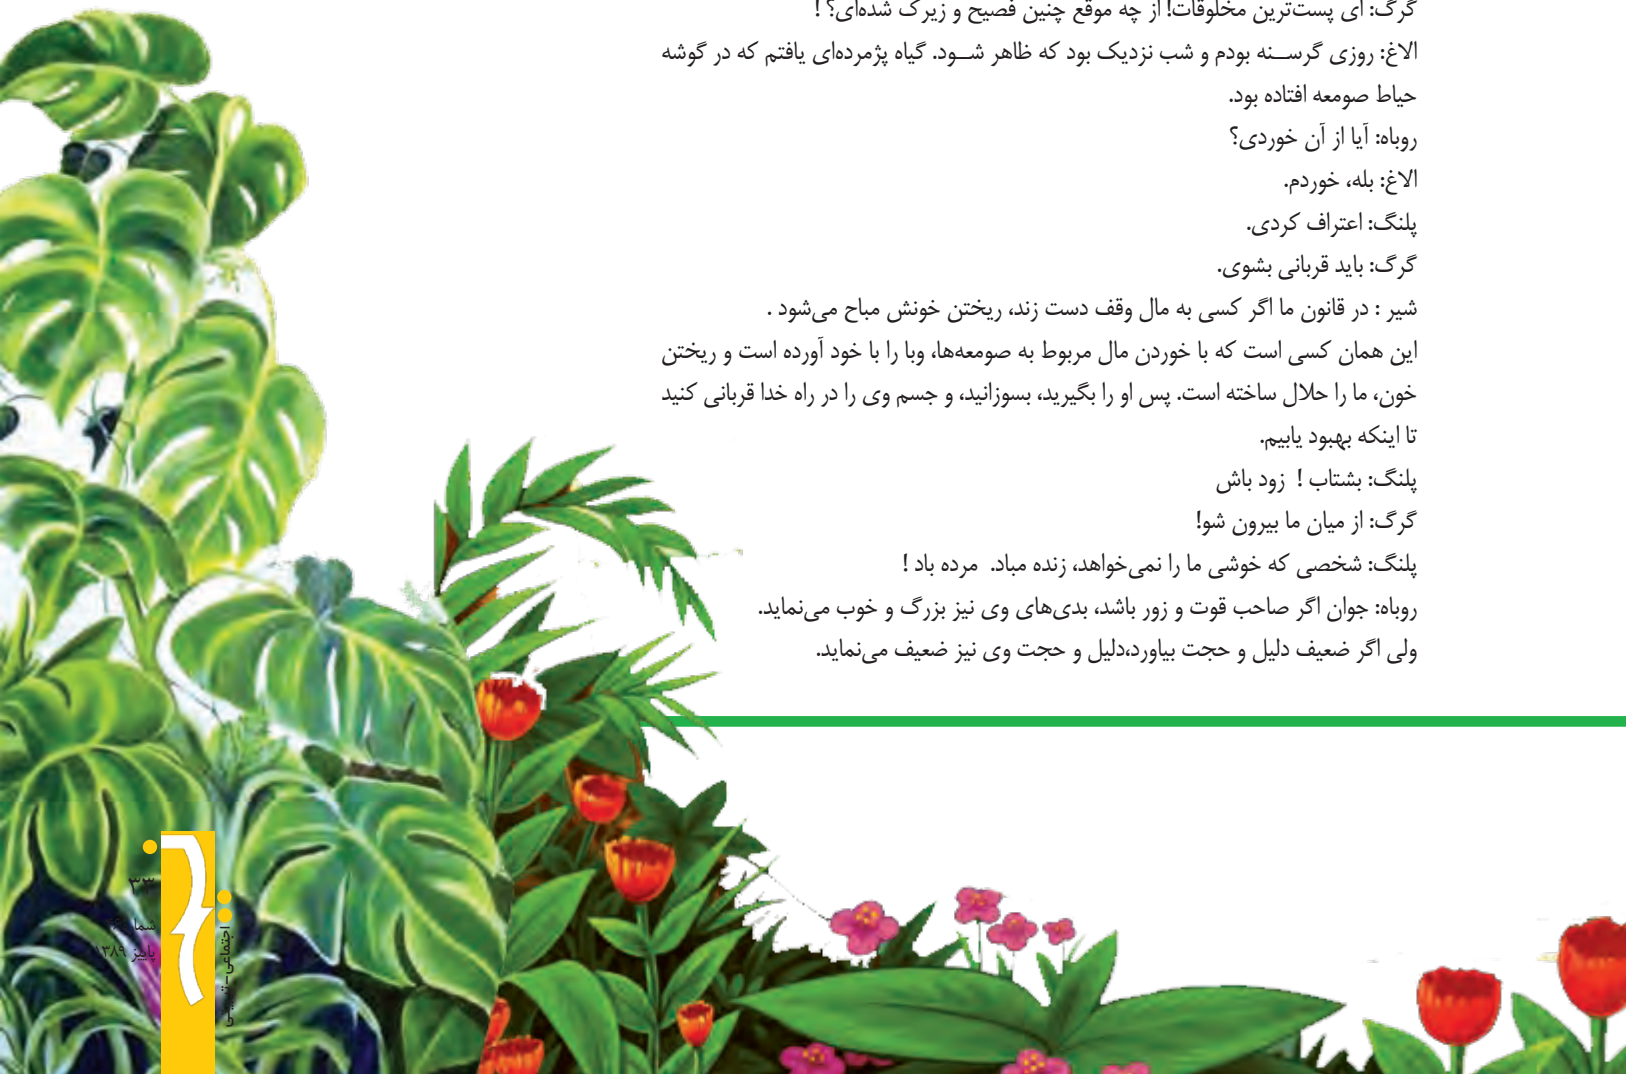 گرگ: ای پست‌ترین مخلوقات! از چه موقع چنین فصیح و زیرک شده‌ای؟ !
الاغ: روزی گرســنه بودم و شب نزدیک بود که ظاهر شــود. گیاه پژمرده‌ای یافتم که در گوشه
حیاط صومعه افتاده بود.
روباه: آیا از آن خوردی؟
الاغ: بله، خوردم.
پلنگ: اعتراف کردی.
گرگ: باید قربانی بشوی.
شیر : در قانون ما اگر کسی به مال وقف دست زند، ریختن خونش مباح می‌شود .
این همان کسی است که با خوردن مال مربوط به صومعه‌ها، وبا را با خود آورده است و ریختن
خون، ما را حلال ساخته است. پس او را بگیرید، بسوزانید، و جسم وی را در راه خدا قربانی کنید
تا اینکه بهبود یابیم.
پلنگ: بشتاب ! زود باش
گرگ: از میان ما بیرون شو!
پلنگ: شخصی که خوشی ما را نمی‌خواهد، زنده مباد. مرده باد !
روباه: جوان اگر صاحب قوت و زور باشد، بدی‌های وی نیز بزرگ و خوب می‌نماید.
ولی اگر ضعیف دلیل و حجت بیاورد،دلیل و حجت وی نیز ضعیف می‌نماید.
۳۳
پاییز ۱۳۸۹
اجتماعی-تربیتی